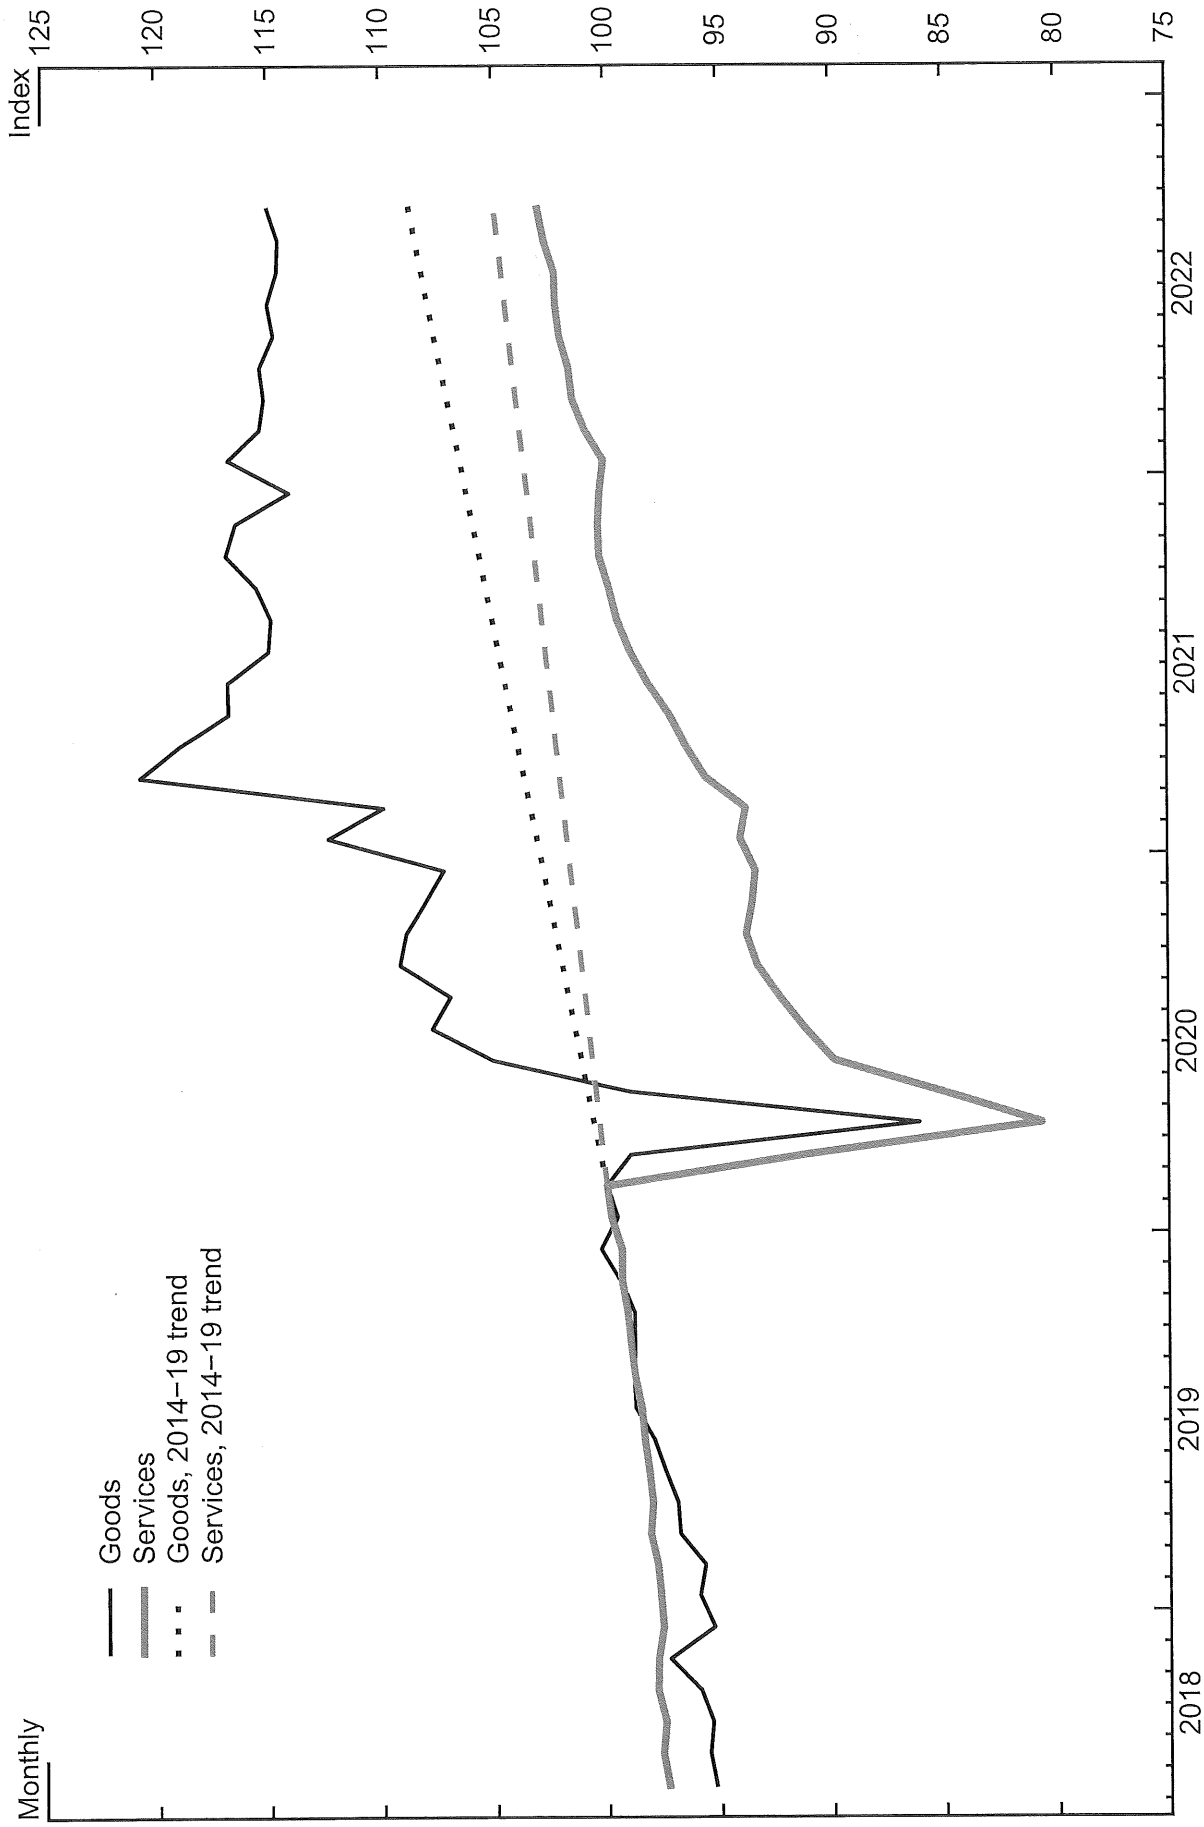 Monthly
Index
Goods
Services
Goods, 2014–19 trend
Services, 2014–19 trend
125
120
115
110
105
100
95
90
85
80
75
2018
2019
2020
2021
2022